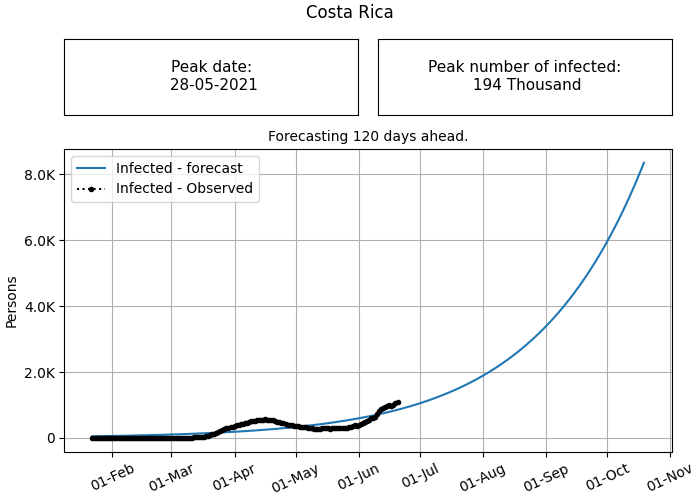 Costa Rica
Peak date:
28-05-2021
Peak number of infected:
194 Thousand
Forecasting 120 days ahead.
Infected - forecast
Infected - Observed
Persons
8.0K
6.0K
4.0K
2.0K
0
01-Feb
01-Mar
01-Apr
01-May
01-Jun
01-Jul
01-Aug
01-Sep
01-Oct
01-Nov